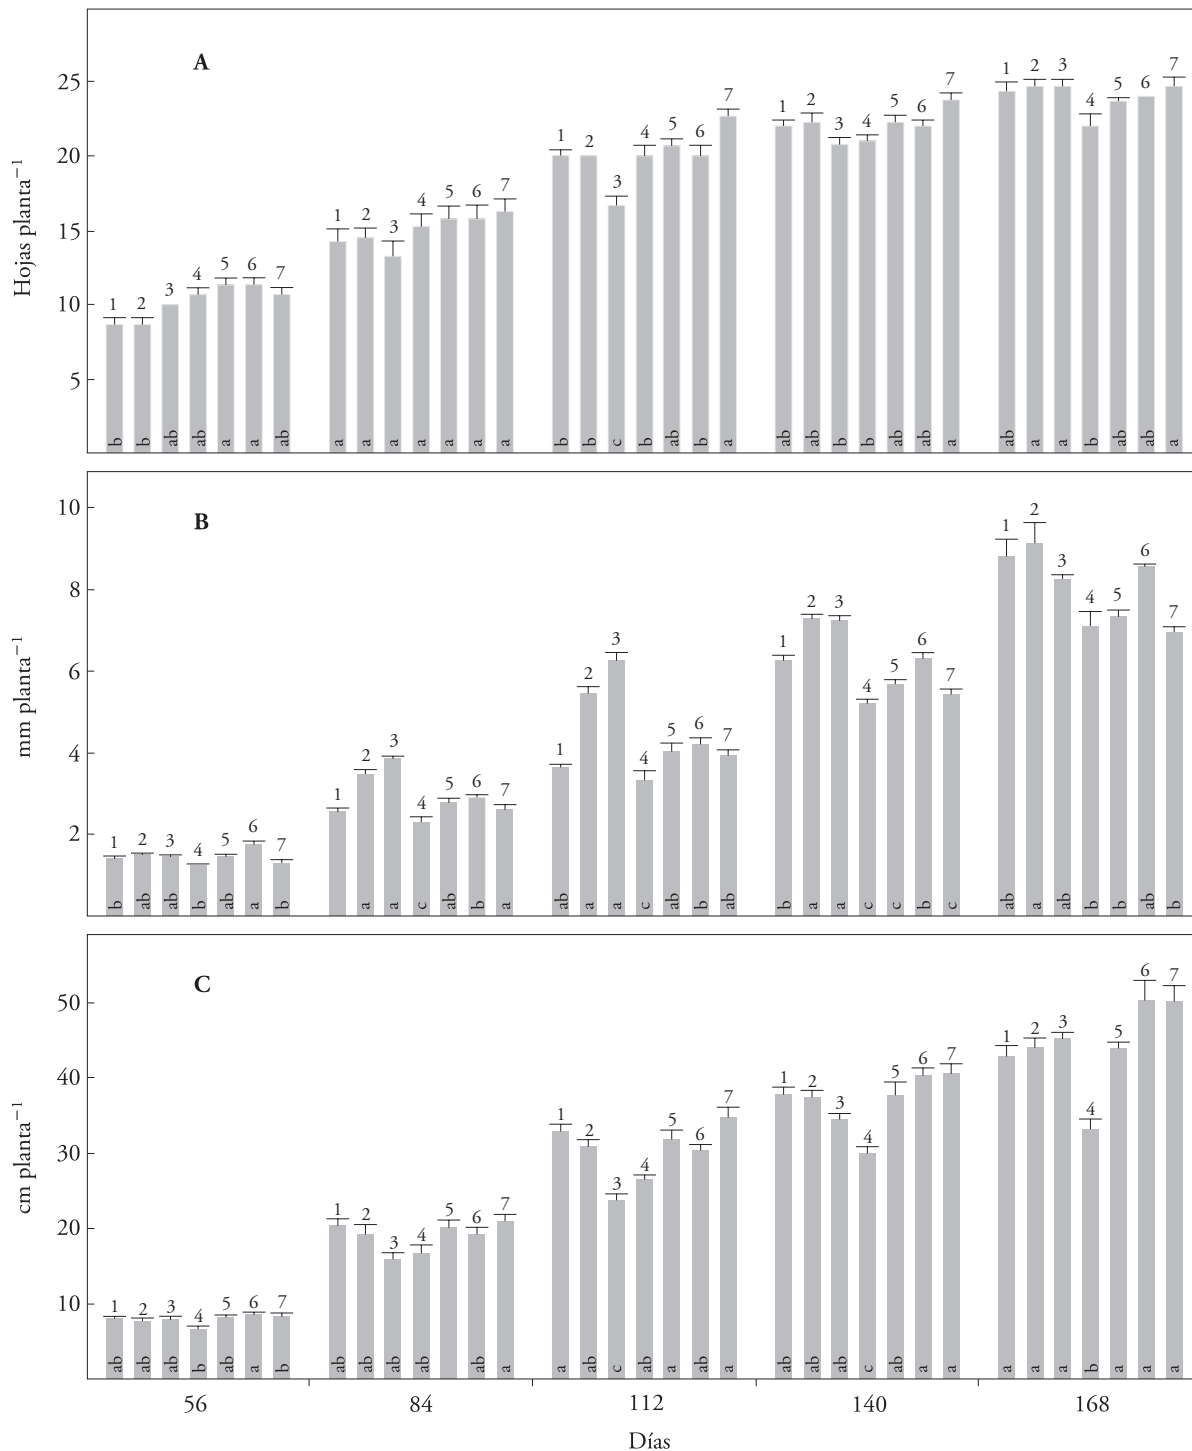 A
Hojas planta−1
25
20
15
10
5
1 2 3 4 5 6 7
1 2 3 4 5 6 7
1 2 3 4 5 6 7
1 2 3 4 5 6 7
1 2 3 4 5 6 7
b b ab ab a a ab
a a a a a a a
b b c b ab b a
ab ab b b ab ab a
ab a a b ab ab a
B
mm planta−1
10
8
6
4
2
1 2 3 4 5 6 7
1 2 3 4 5 6 7
1 2 3 4 5 6 7
1 2 3 4 5 6 7
1 2 3 4 5 6 7
b ab ab b ab a b
a a c ab b a
ab a a c ab b ab
b a a c c b c
ab a ab b b ab b
C
cm planta−1
50
40
30
20
10
1 2 3 4 5 6 7
1 2 3 4 5 6 7
1 2 3 4 5 6 7
1 2 3 4 5 6 7
1 2 3 4 5 6 7
ab ab ab b ab a b
ab ab ab ab ab a
a ab c ab a ab a
ab ab ab c ab a a
a a a b a a a
56 84 112 140 168
Días